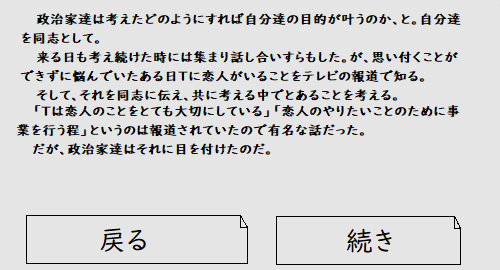 政治家達は考えたどのようにすれば自分達の目的が叶うのか、と。自分達
を同志として。
来る日も考え続けた時には集まり話し合いすらもした。が、思い付くことが
できずに悩んでいたある日Tに恋人がいることをテレビの報道で知る。
そして、それを同志に伝え、共に考える中でとあることを考える。
「Tは恋人のことをとても大切にしている」「恋人のやりたいことのために事
業を行う程」というのは報道されていたので有名な話だった。
だが、政治家達はそれに目を付けたのだ。
戻る
続き